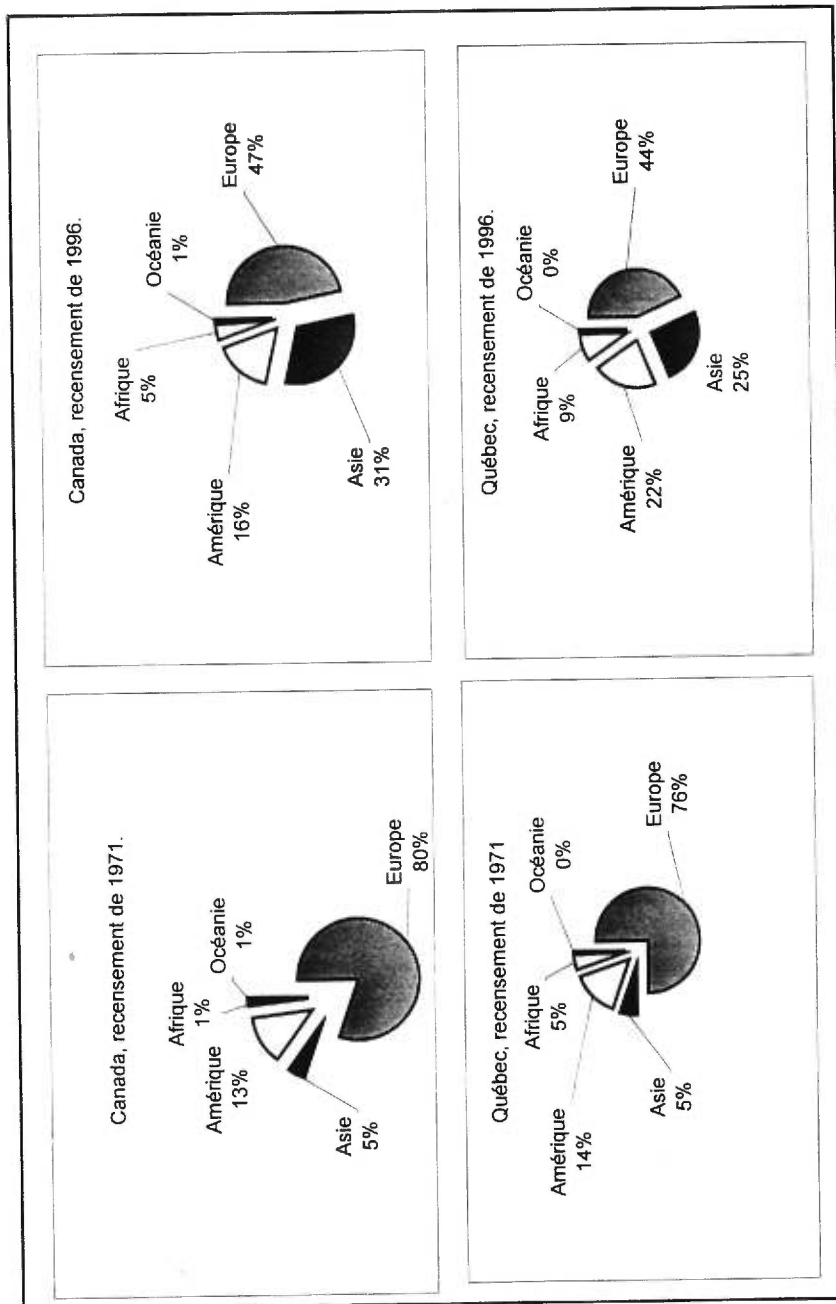 Canada, recensement de 1971.
Afrique
1%
Océanie
1%
Amérique
13%
Asie
5%
Europe
80%
Canada, recensement de 1996.
Afrique
5%
Océanie
1%
Amérique
16%
Europe
47%
Asie
31%
Québec, recensement de 1971
Afrique
5%
Océanie
0%
Amérique
14%
Asie
5%
Europe
76%
Québec, recensement de 1996.
Afrique
9%
Océanie
0%
Amérique
22%
Europe
44%
Asie
25%